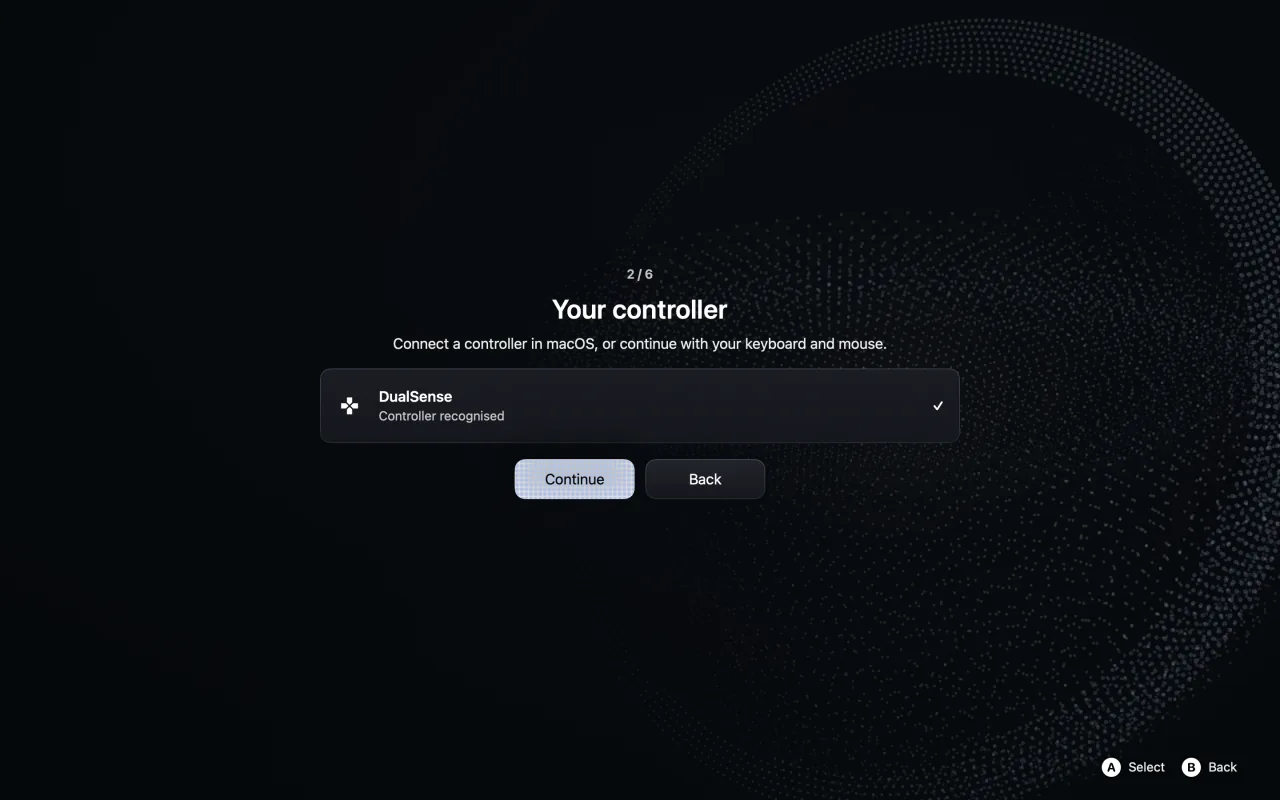 2 / 6
Your controller
Connect a controller in macOS, or continue with your keyboard and mouse.
DualSense
Controller recognised
Continue
Back
A Select
B Back